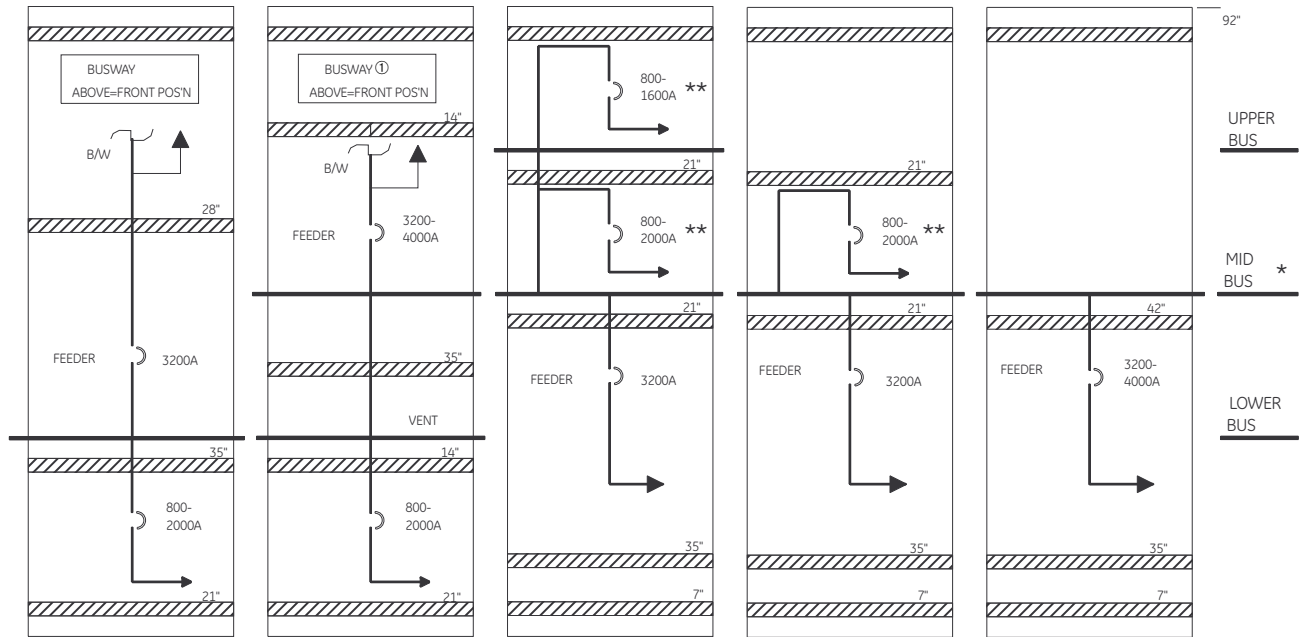 BUSWAY
ABOVE=FRONT POS'N
B/W
28"
FEEDER
3200A
35"
800-
2000A
21"
BUSWAY ①
ABOVE=FRONT POS'N
14"
B/W
FEEDER
3200-
4000A
35"
VENT
14"
800-
2000A
21"
800-
1600A **
21"
800-
2000A **
21"
FEEDER
3200A
35"
7"
21"
800-
2000A **
21"
FEEDER
3200A
35"
7"
42"
FEEDER
3200-
4000A
35"
7"
92"
UPPER
BUS
MID
BUS *
LOWER
BUS